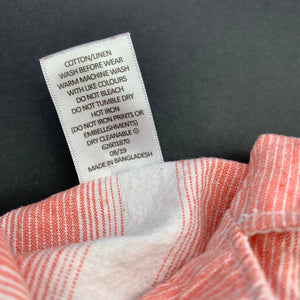 COTTON/LINEN
WASH BEFORE WEAR
WARM MACHINE WASH
WITH LIKE COLOURS
DO NOT BLEACH
DO NOT TUMBLE DRY
HOT IRON
(DO NOT IRON PRINTS OR
EMBELLISHMENTS)
DRY CLEANABLE Ⓟ
62601870
08/19
MADE IN BANGLADESH